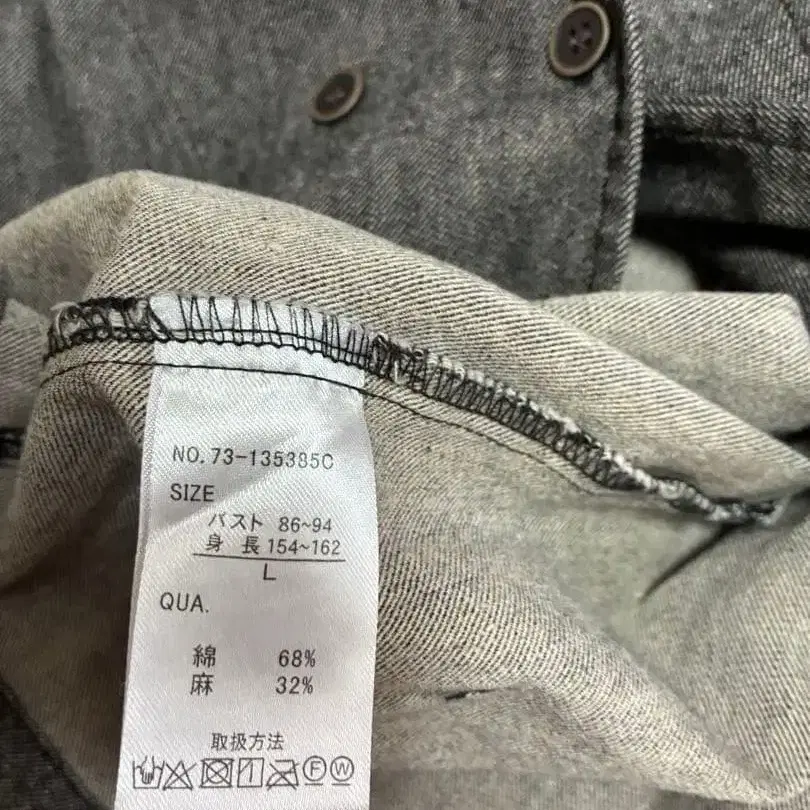 NO. 73-135385C
SIZE
バスト 86~94
身 長 154~162
L
QUA.
綿 68%
麻 32%
取扱方法
F W